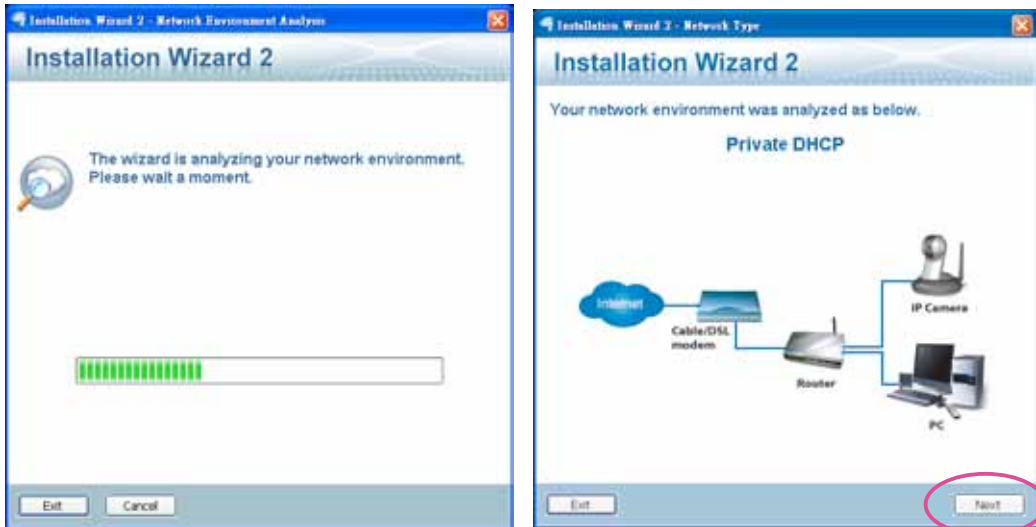 Installation Wizard 2 - Network Environment Analysis
Installation Wizard 2
The wizard is analyzing your network environment.
Please wait a moment.
Exit
Cancel
Installation Wizard 2 - Network Type
Installation Wizard 2
Your network environment was analyzed as below.
Private DHCP
Internet
Cable/DSL
modem
Router
IP Camera
PC
Exit
Next